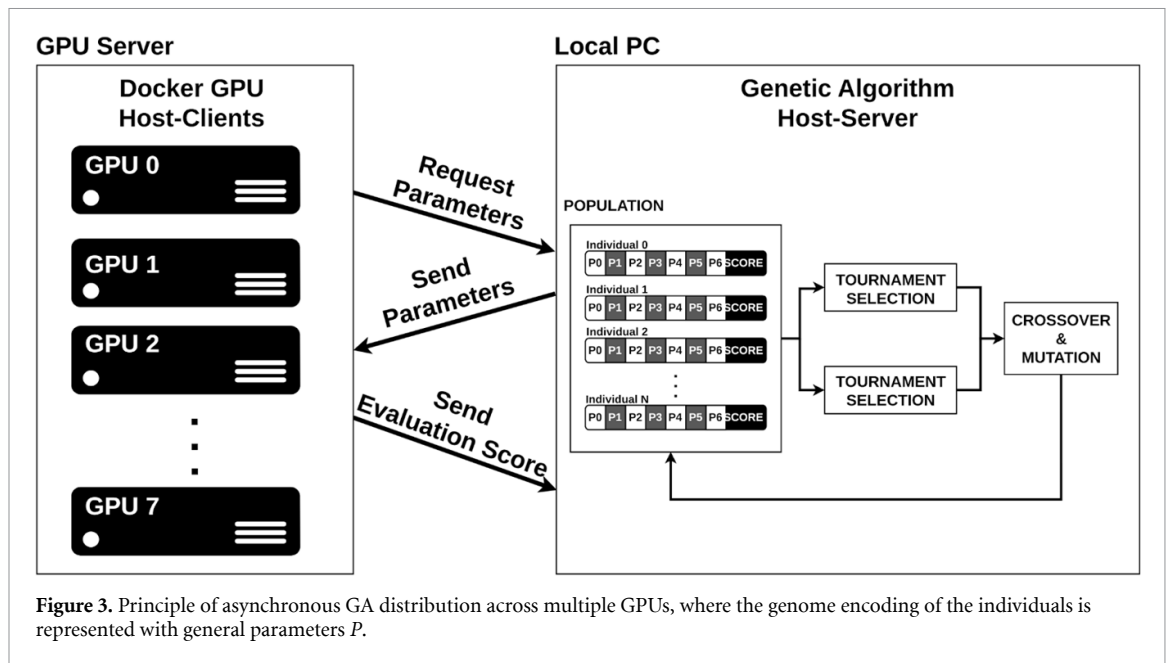 GPU Server
Docker GPU
Host-Clients
GPU 0
GPU 1
GPU 2
GPU 7
Request
Parameters
Send
Parameters
Send
Evaluation Score
Local PC
Genetic Algorithm
Host-Server
POPULATION
Individual 0
P0 P1 P2 P3 P4 P5 P6 SCORE
Individual 1
P0 P1 P2 P3 P4 P5 P6 SCORE
Individual 2
P0 P1 P2 P3 P4 P5 P6 SCORE
Individual N
P0 P1 P2 P3 P4 P5 P6 SCORE
TOURNAMENT
SELECTION
TOURNAMENT
SELECTION
CROSSOVER
&
MUTATION
Figure 3. Principle of asynchronous GA distribution across multiple GPUs, where the genome encoding of the individuals is
represented with general parameters P.